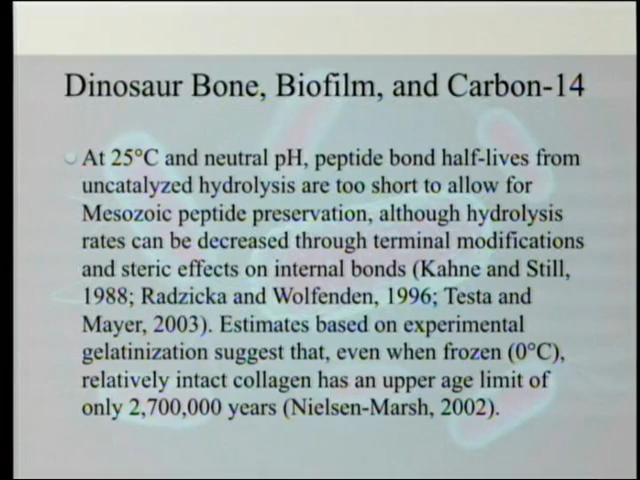 Dinosaur Bone, Biofilm, and Carbon-14
At 25°C and neutral pH, peptide bond half-lives from
uncatalyzed hydrolysis are too short to allow for
Mesozoic peptide preservation, although hydrolysis
rates can be decreased through terminal modifications
and steric effects on internal bonds (Kahne and Still,
1988; Radzicka and Wolfenden, 1996; Testa and
Mayer, 2003). Estimates based on experimental
gelatinization suggest that, even when frozen (0°C),
relatively intact collagen has an upper age limit of
only 2,700,000 years (Nielsen-Marsh, 2002).